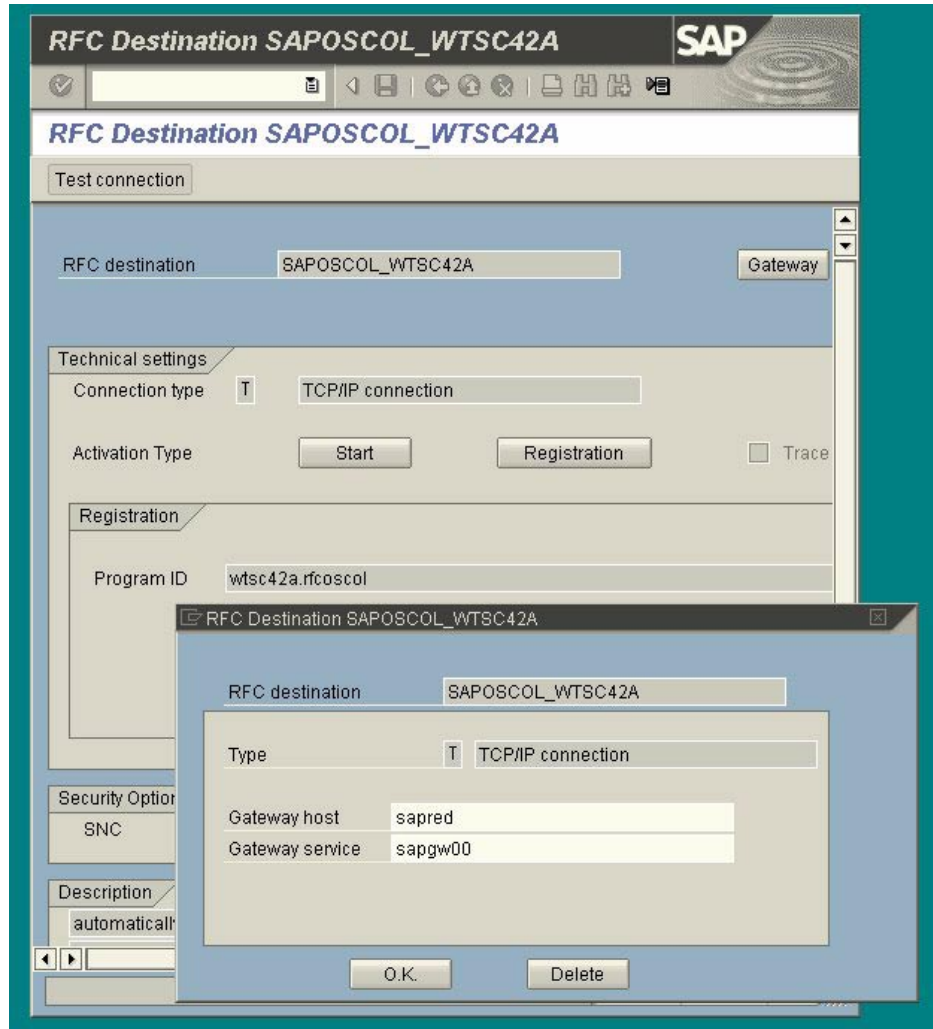 RFC Destination SAPOSCOL_WTSC42A
SAP
RFC Destination SAPOSCOL_WTSC42A
Test connection
RFC destination SAPOSCOL_WTSC42A Gateway
Technical settings
Connection type T TCP/IP connection
Activation Type Start Registration Trace
Registration
Program ID wtsc42a.rfcoscol
RFC Destination SAPOSCOL_WTSC42A
RFC destination SAPOSCOL_WTSC42A
Type T TCP/IP connection
Security Option
SNC
Gateway host sapred
Gateway service sapgw00
Description
automatically
O.K. Delete